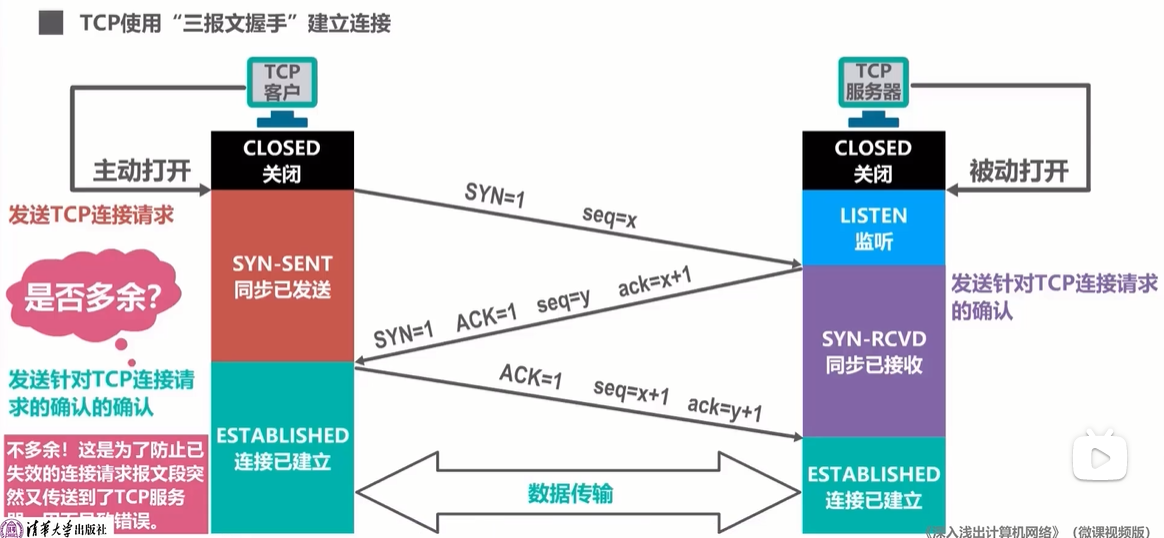 TCP使用“三报文握手”建立连接
TCP
客户
TCP
服务器
CLOSED
关闭
CLOSED
关闭
主动打开
被动打开
发送TCP连接请求
SYN=1 seq=x
LISTEN
监听
SYN-SENT
同步已发送
是否多余?
SYN=1 ACK=1 seq=y ack=x+1
发送针对TCP连接请求
的确认
SYN-RCVD
同步已接收
发送针对TCP连接请
求的确认的确认
ACK=1 seq=x+1 ack=y+1
ESTABLISHED
连接已建立
ESTABLISHED
连接已建立
数据传输
不多余！这是为了防止已
失效的连接请求报文段突
然又传送到了TCP服务
错误。
清华大学出版社
《深入浅出计算机网络》（微课视频版）